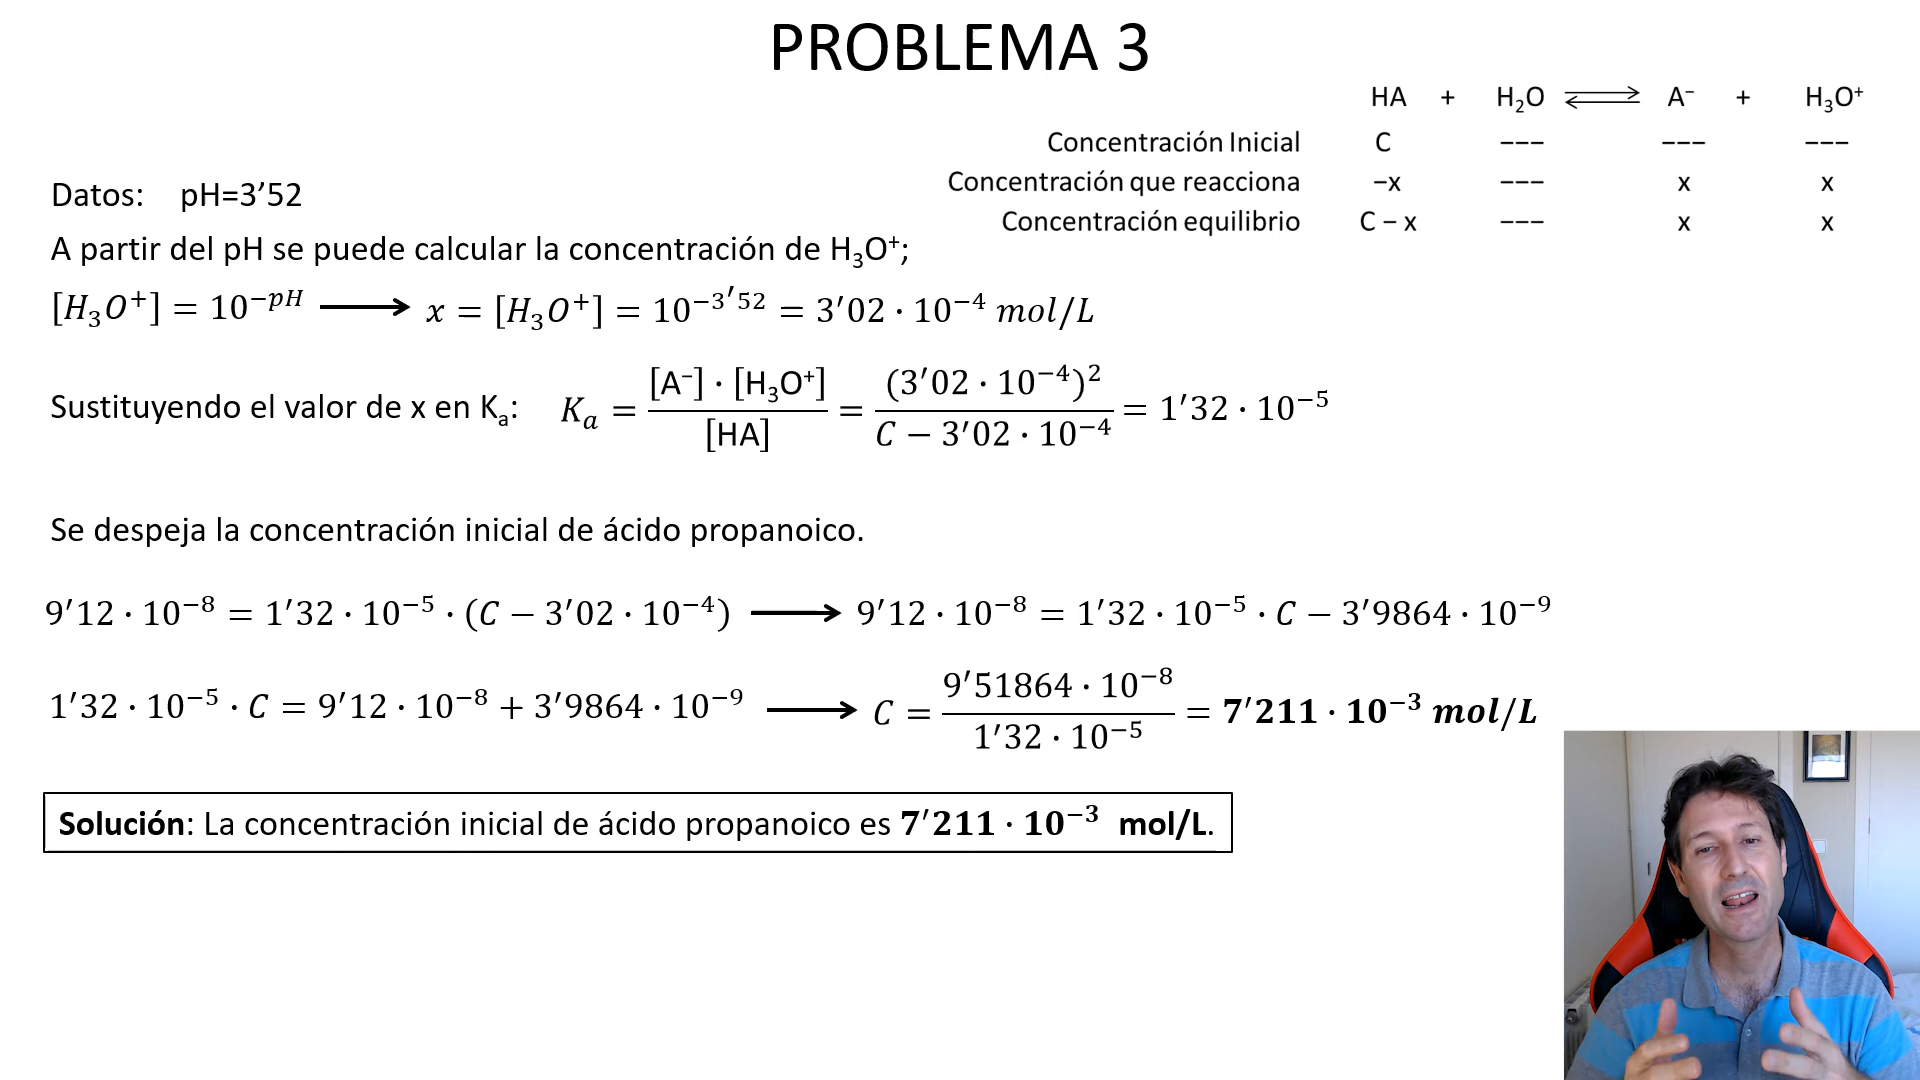 PROBLEMA 3
HA + H₂O ⇌ A⁻ + H₃O⁺
Concentración Inicial C --- --- ---
Concentración que reacciona −x --- x x
Concentración equilibrio C − x --- x x
Datos: pH=3’52
A partir del pH se puede calcular la concentración de H₃O⁺;
[H₃O⁺] = 10^(−pH) ⟶ x = [H₃O⁺] = 10^(−3′52) = 3′02 · 10⁻⁴ mol/L
Sustituyendo el valor de x en Kₐ: Kₐ = [A⁻] · [H₃O⁺] / [HA] = (3′02 · 10⁻⁴)² / C − 3′02 · 10⁻⁴ = 1′32 · 10⁻⁵
Se despeja la concentración inicial de ácido propanoico.
9′12 · 10⁻⁸ = 1′32 · 10⁻⁵ · (C − 3′02 · 10⁻⁴) ⟶ 9′12 · 10⁻⁸ = 1′32 · 10⁻⁵ · C − 3′9864 · 10⁻⁹
1′32 · 10⁻⁵ · C = 9′12 · 10⁻⁸ + 3′9864 · 10⁻⁹ ⟶ C = 9′51864 · 10⁻⁸ / 1′32 · 10⁻⁵ = 7′211 · 10⁻³ mol/L
Solución: La concentración inicial de ácido propanoico es 7′211 · 10⁻³ mol/L.